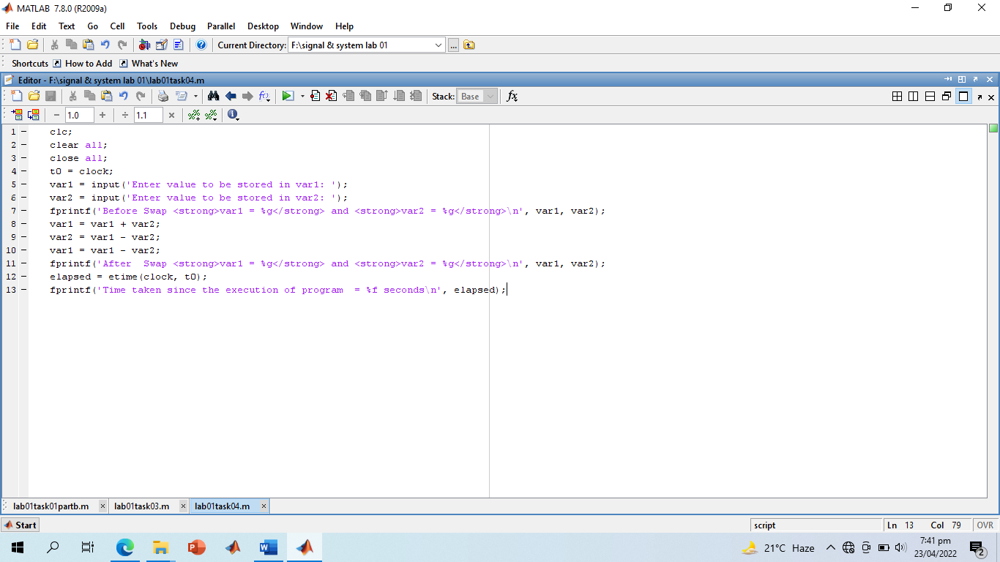 MATLAB 7.8.0 (R2009a)
File Edit Text Go Cell Tools Debug Parallel Desktop Window Help
Current Directory: F:\signal & system lab 01 ...
Shortcuts How to Add What's New
Editor - F:\signal & system lab 01\lab01task04.m
Stack: Base fx
− 1.0 + ÷ 1.1 ×
1 clc;
2 clear all;
3 close all;
4 t0 = clock;
5 var1 = input('Enter value to be stored in var1: ');
6 var2 = input('Enter value to be stored in var2: ');
7 fprintf('Before Swap <strong>var1 = %g</strong> and <strong>var2 = %g</strong>\n', var1, var2);
8 var1 = var1 + var2;
9 var2 = var1 - var2;
10 var1 = var1 - var2;
11 fprintf('After  Swap <strong>var1 = %g</strong> and <strong>var2 = %g</strong>\n', var1, var2);
12 elapsed = etime(clock, t0);
13 fprintf('Time taken since the execution of program  = %f seconds\n', elapsed);
lab01task01partb.m × lab01task03.m × lab01task04.m ×
Start script Ln 13 Col 79 OVR
21°C Haze 7:41 pm
23/04/2022 2